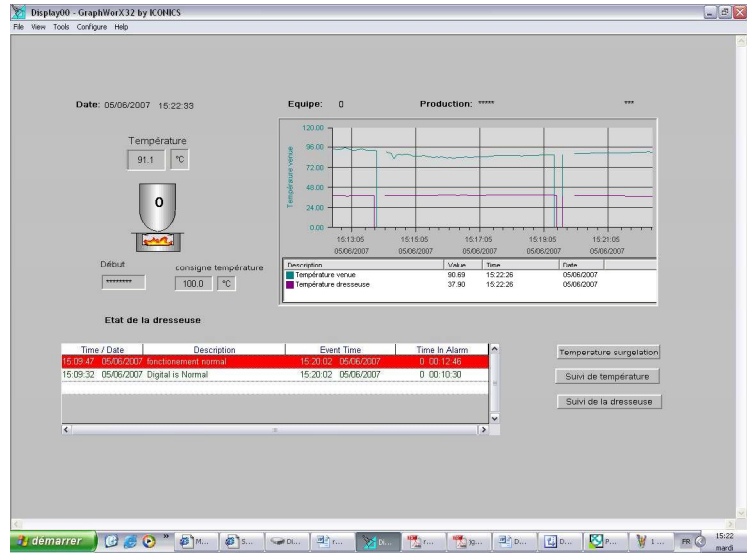 Display00 - GraphWorX32 by ICONICS
File View Tools Configure Help
Date: 05/06/2007 15:22:33
Equipe: 0 Production: ***** ***
Température
91.1 °C
0
Début
********
consigne température
100.0 °C
Température venue
120.00
96.00
72.00
48.00
24.00
0.00
15:13:05 15:15:05 15:17:05 15:19:05 15:21:05
05/06/2007 05/06/2007 05/06/2007 05/06/2007 05/06/2007
Description Value Time Date
Température venue 90.69 15:22:26 05/06/2007
Température dresseuse 37.90 15:22:26 05/06/2007
Etat de la dresseuse
Time / Date Description Event Time Time In Alarm
15:09:47 05/06/2007 fonctionement normal 15:20:02 05/06/2007 0 00:12:46
15:09:32 05/06/2007 Digital is Normal 15:20:02 05/06/2007 0 00:10:30
Temperature surgelation
Suivi de température
Suivi de la dresseuse
démarrer M... S... DI... r... Di... r... D... D... P... 1 ... FR 15:22
mardi